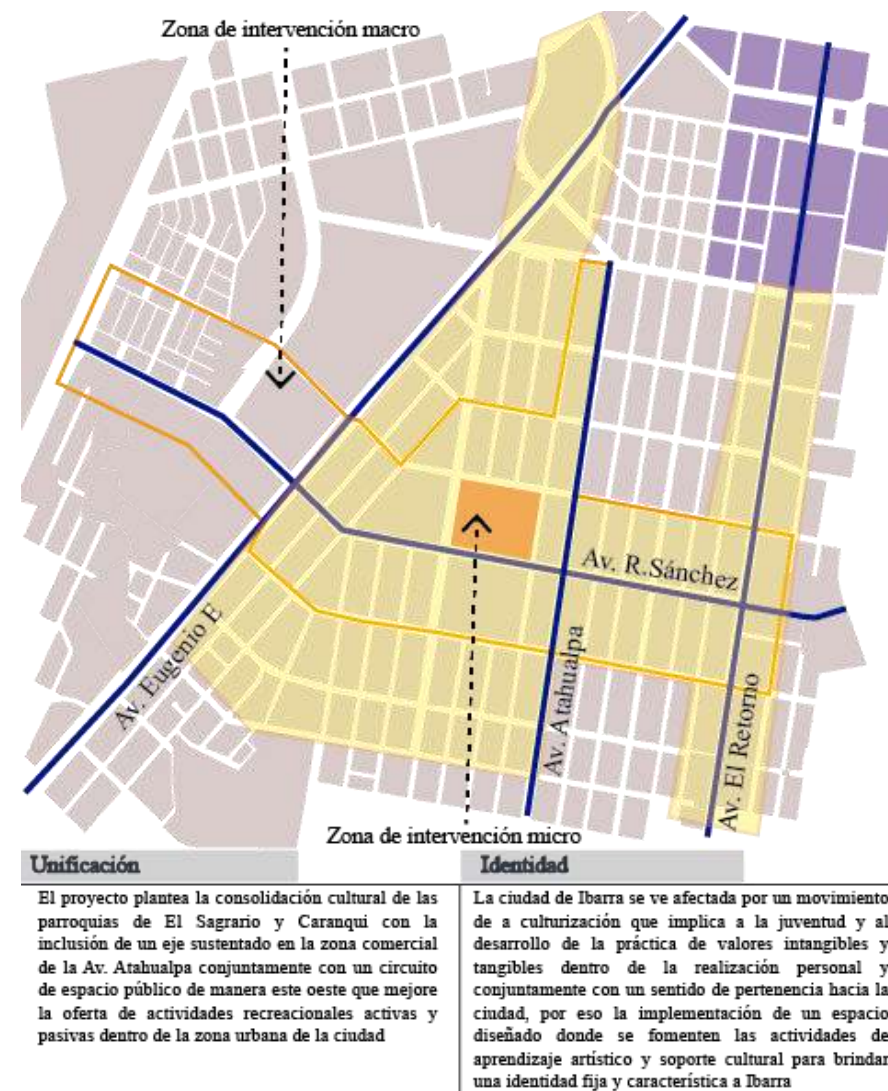 Zona de intervención macro
Av. R.Sánchez
Av. Eugenio E
Av. Atahualpa
Av. El Retorno
Zona de intervención micro
Unificación
El proyecto plantea la consolidación cultural de las
parroquias de El Sagrario y Caranqui con la
inclusión de un eje sustentado en la zona comercial
de la Av. Atahualpa conjuntamente con un circuito
de espacio público de manera este oeste que mejore
la oferta de actividades recreacionales activas y
pasivas dentro de la zona urbana de la ciudad
Identidad
La ciudad de Ibarra se ve afectada por un movimiento
de a culturización que implica a la juventud y al
desarrollo de la práctica de valores intangibles y
tangibles dentro de la realización personal y
conjuntamente con un sentido de pertenencia hacia la
ciudad, por eso la implementación de un espacio
diseñado donde se fomenten las actividades de
aprendizaje artístico y soporte cultural para brindar
una identidad fija y característica a Ibarra